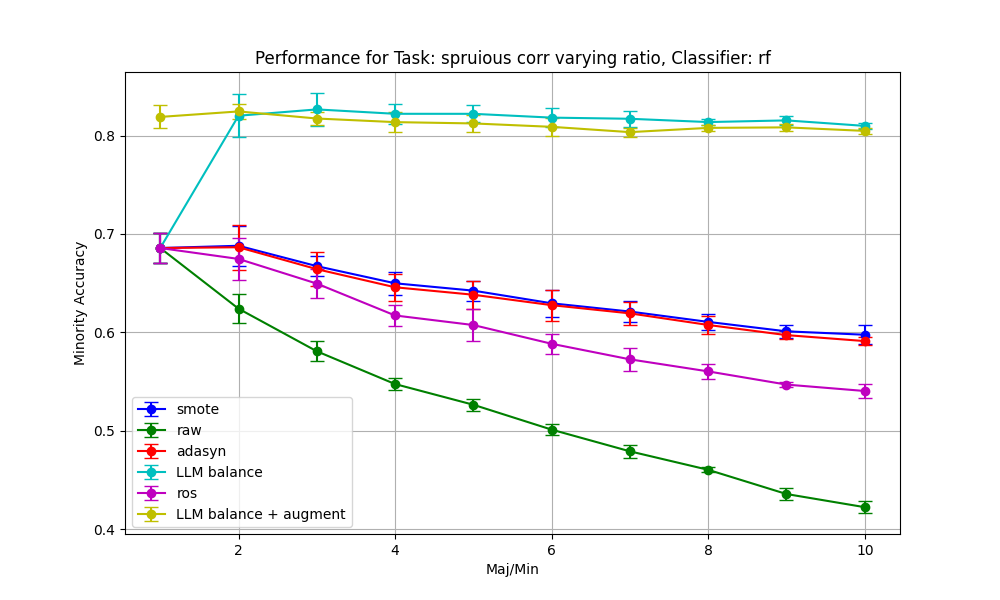 Performance for Task: spruious corr varying ratio, Classifier: rf
Minority Accuracy
0.8
0.7
0.6
0.5
0.4
smote
raw
adasyn
LLM balance
ros
LLM balance + augment
2 4 6 8 10
Maj/Min